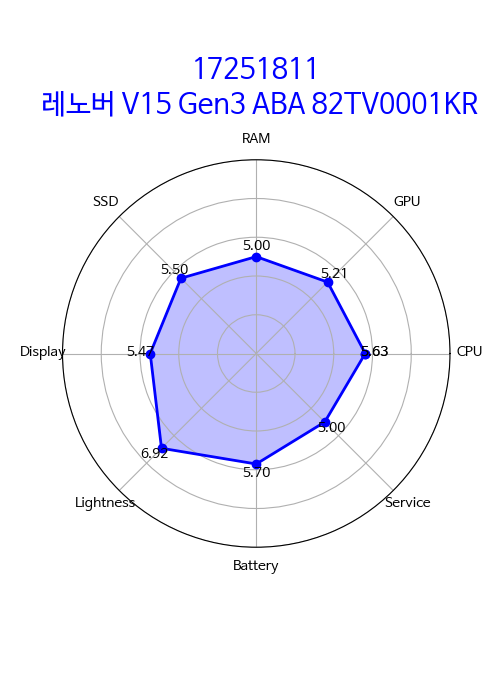 17251811
레노버 V15 Gen3 ABA 82TV0001KR
RAM
SSD
GPU
5.00
5.50
5.21
Display
5.47
5.63
CPU
6.92
5.00
5.70
Lightness
Service
Battery